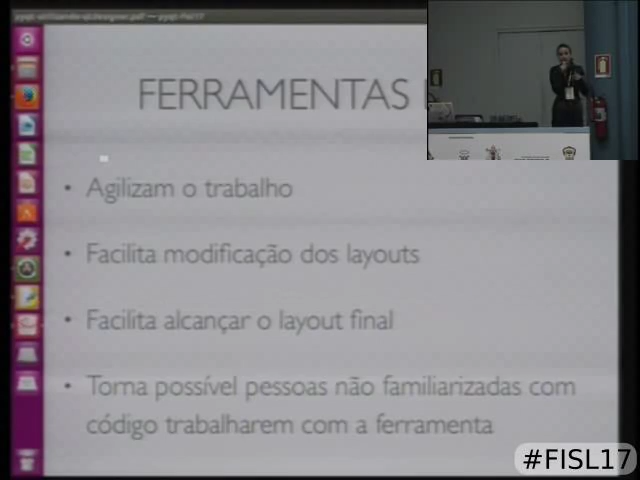 FERRAMENTAS
• Agilizam o trabalho
• Facilita modificação dos layouts
• Facilita alcançar o layout final
• Torna possível pessoas não familiarizadas com
código trabalharem com a ferramenta
#FISL17